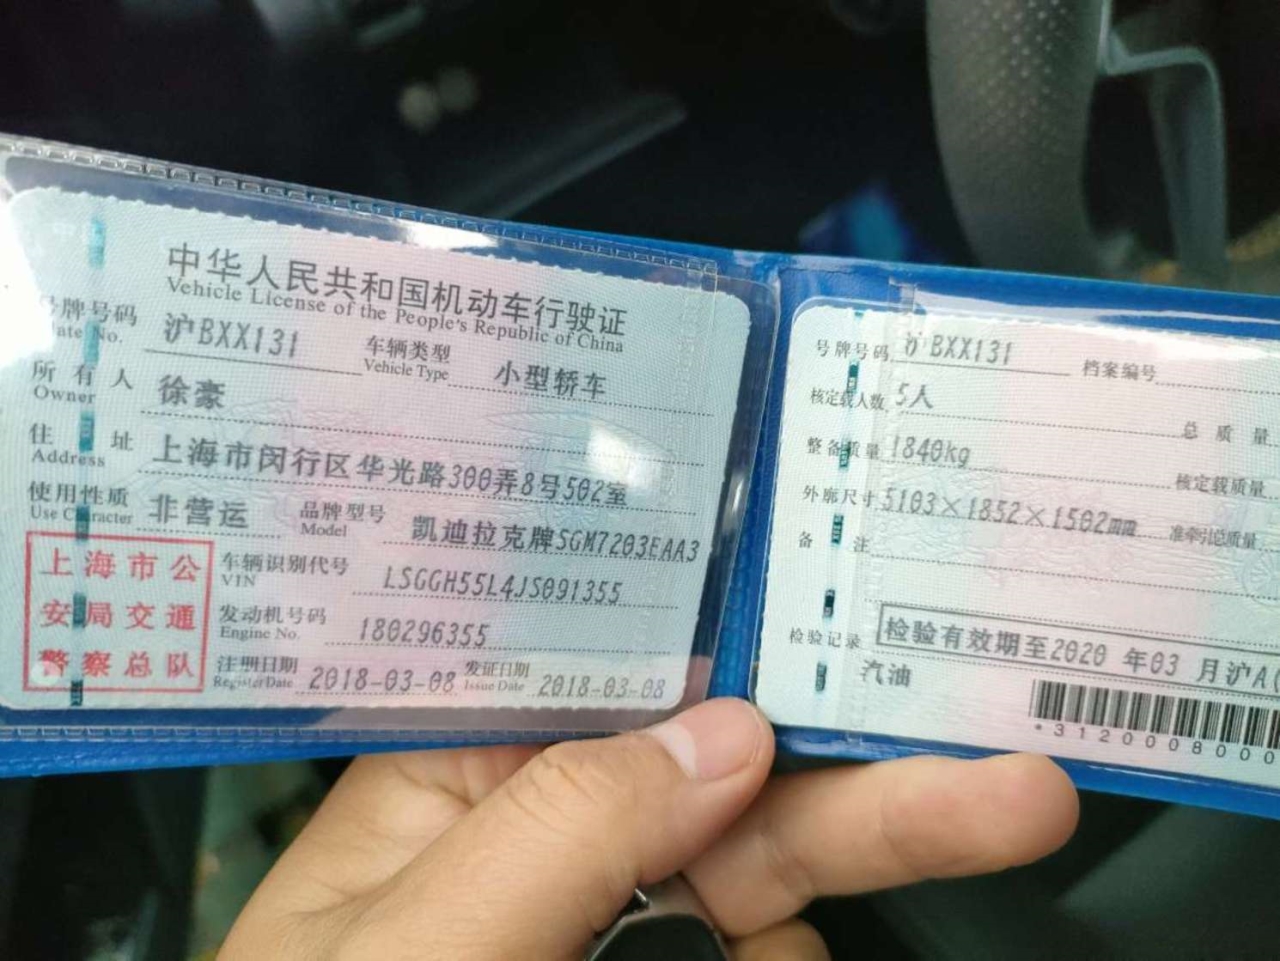 中华人民共和国机动车行驶证
Vehicle License of the People's Republic of China
号牌号码 沪BXX131 车辆类型 小型轿车
Plate No. Vehicle Type
所有人 徐豪
Owner
住址 上海市闵行区华光路300弄8号502室
Address
使用性质 非营运 品牌型号 凯迪拉克牌SGM7203EAA3
Use Character Model
上海市公
安局交通
警察总队
车辆识别代号 LSGGH55L4JS091355
VIN
发动机号码 180296355
Engine No.
注册日期 2018-03-08 发证日期 2018-03-08
Register Date Issue Date
号牌号码 沪BXX131 档案编号
核定载人数 5人 总质量
整备质量 1840kg 核定载质量
外廓尺寸 5103×1852×1502mm 准牵引总质量
备注
检验记录 检验有效期至2020年03月沪A(
汽油
*3120008000